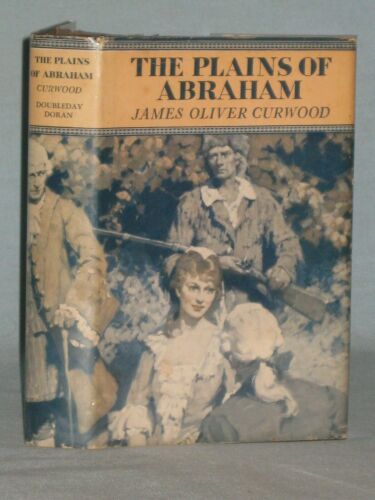 THE PLAINS
OF ABRAHAM
CURWOOD
DOUBLEDAY
DORAN
THE PLAINS OF
ABRAHAM
JAMES OLIVER CURWOOD